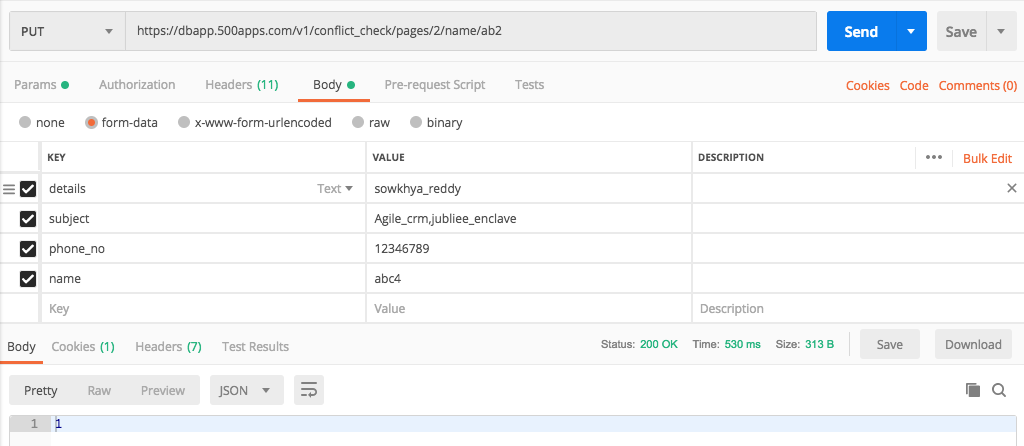 PUT https://dbapp.500apps.com/v1/conflict_check/pages/2/name/ab2 Send Save
Params Authorization Headers (11) Body Pre-request Script Tests Cookies Code Comments (0)
none form-data x-www-form-urlencoded raw binary
KEY VALUE DESCRIPTION ••• Bulk Edit
details Text sowkhya_reddy
subject Agile_crm,jubliee_enclave
phone_no 12346789
name abc4
Key Value Description
Body Cookies (1) Headers (7) Test Results Status: 200 OK Time: 530 ms Size: 313 B Save Download
Pretty Raw Preview JSON
1 1